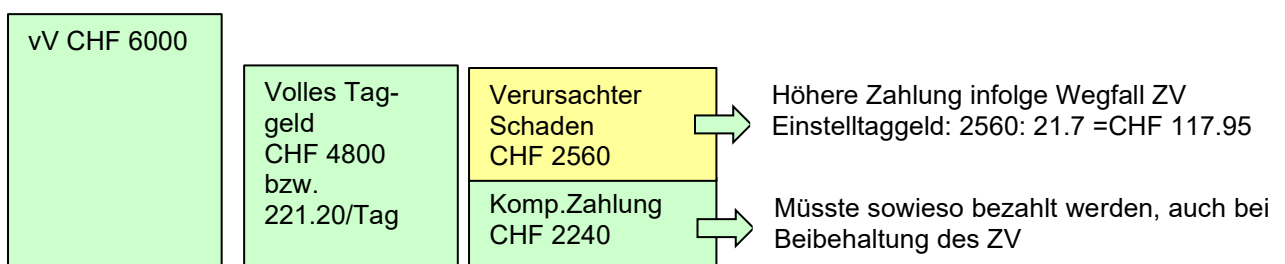 vV CHF 6000
Volles Tag-
geld
CHF 4800
bzw.
221.20/Tag
Verursachter
Schaden
CHF 2560
Höhere Zahlung infolge Wegfall ZV
Einstelltaggeld: 2560: 21.7 =CHF 117.95
Komp.Zahlung
CHF 2240
Müsste sowieso bezahlt werden, auch bei
Beibehaltung des ZV